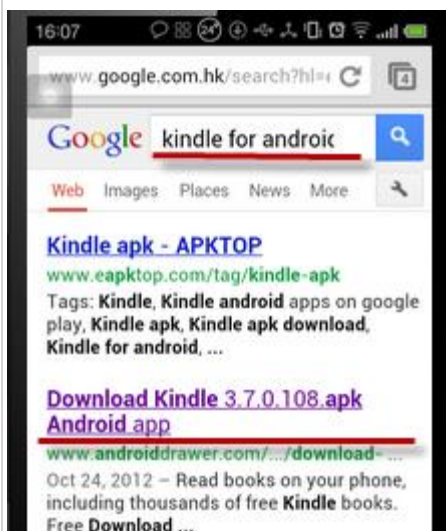 16:07
24°
www.google.com.hk/search?hl=
4
Google kindle for android
Web Images Places News More
Kindle apk - APKTOP
www.eapktop.com/tag/kindle-apk
Tags: Kindle, Kindle android apps on google
play, Kindle apk, Kindle apk download,
Kindle for android, ...
Download Kindle 3.7.0.108.apk
Android app
www.androiddrawer.com/.../download- ...
Oct 24, 2012 – Read books on your phone,
including thousands of free Kindle books.
Free Download ...